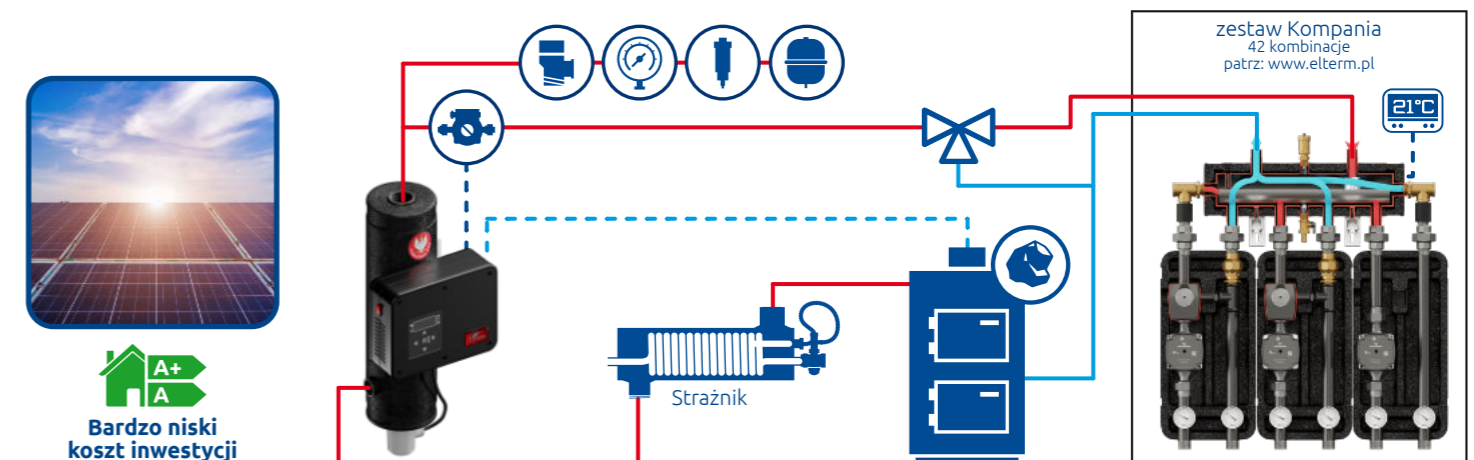 zestaw Kompania
42 kombinacje
patrz: www.elterm.pl
21°C
Strażnik
A+
A
Bardzo niski
koszt inwestycji